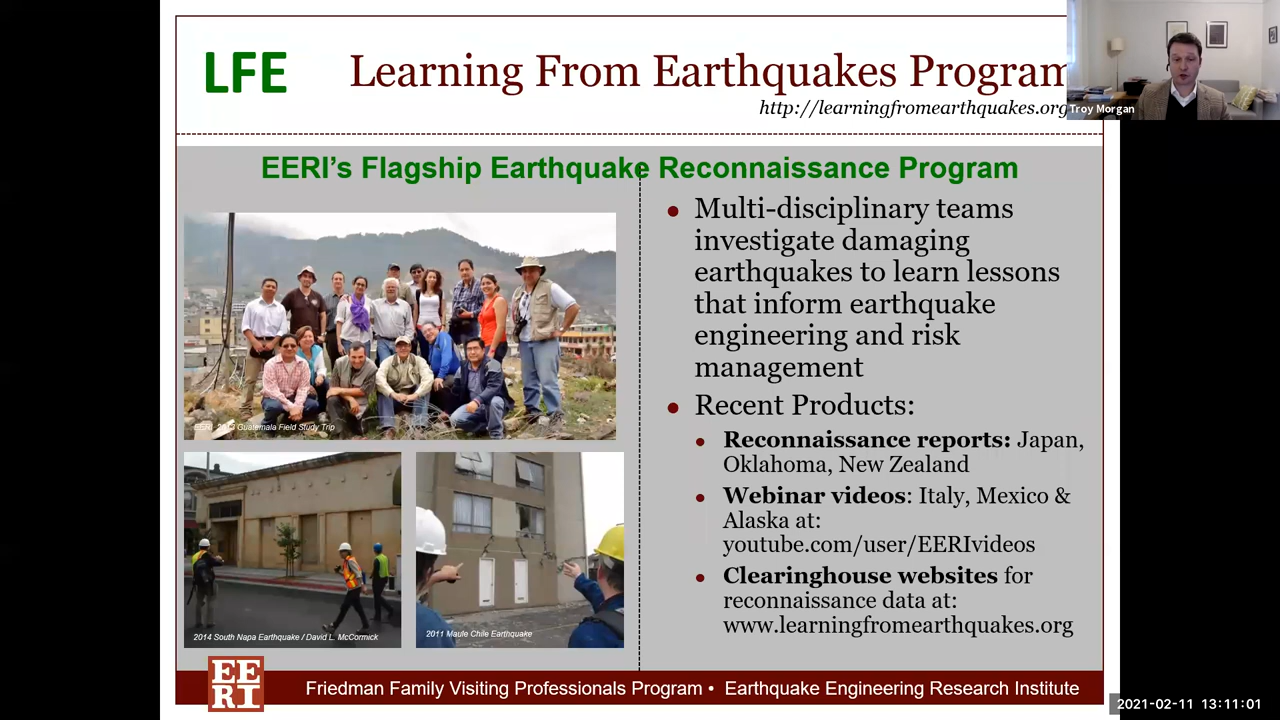 LFE
Learning From Earthquakes Program
http://learningfromearthquakes.org
Troy Morgan
EERI's Flagship Earthquake Reconnaissance Program
EERI 2013 Guatemala Field Study Trip
2014 South Napa Earthquake / David L. McCormick
2011 Maule Chile Earthquake
• Multi-disciplinary teams
investigate damaging
earthquakes to learn lessons
that inform earthquake
engineering and risk
management
• Recent Products:
• Reconnaissance reports: Japan,
Oklahoma, New Zealand
• Webinar videos: Italy, Mexico &
Alaska at:
youtube.com/user/EERIvideos
• Clearinghouse websites for
reconnaissance data at:
www.learningfromearthquakes.org
EE
RI
Friedman Family Visiting Professionals Program • Earthquake Engineering Research Institute
2021-02-11 13:11:01